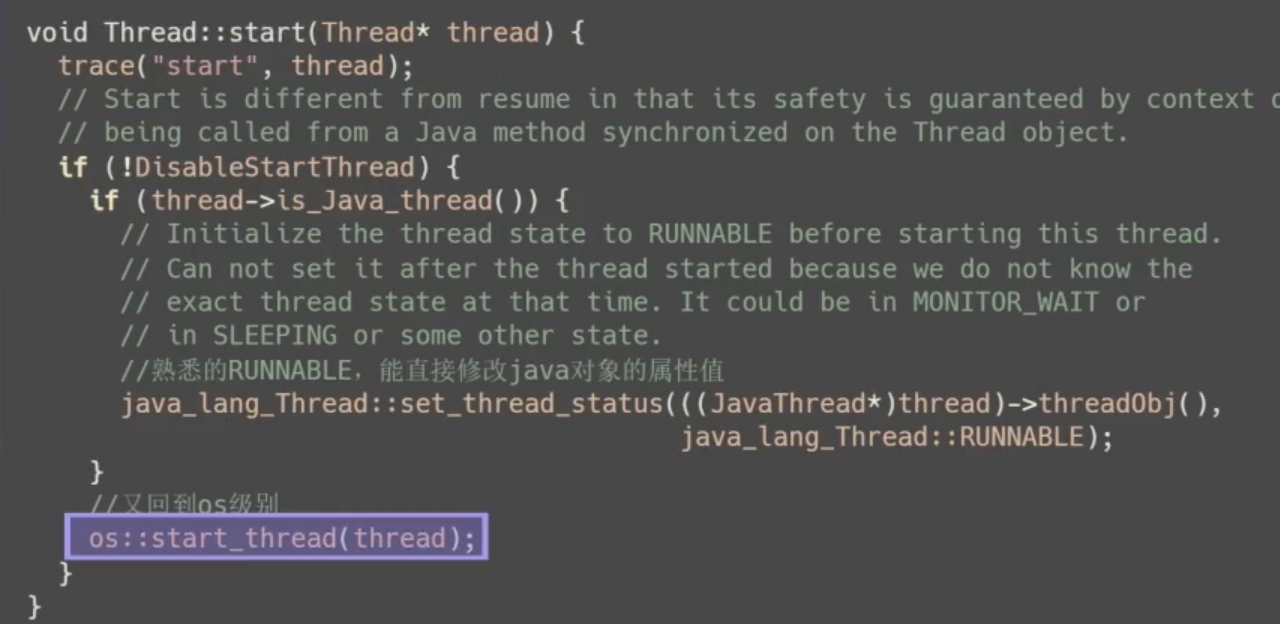 void Thread::start(Thread* thread) {
  trace("start", thread);
  // Start is different from resume in that its safety is guaranteed by context
  // being called from a Java method synchronized on the Thread object.
  if (!DisableStartThread) {
    if (thread->is_Java_thread()) {
      // Initialize the thread state to RUNNABLE before starting this thread.
      // Can not set it after the thread started because we do not know the
      // exact thread state at that time. It could be in MONITOR_WAIT or
      // in SLEEPING or some other state.
      //熟悉的RUNNABLE，能直接修改java对象的属性值
      java_lang_Thread::set_thread_status(((JavaThread*)thread)->threadObj(),
                                          java_lang_Thread::RUNNABLE);
    }
    //又回到os级别
    os::start_thread(thread);
  }
}